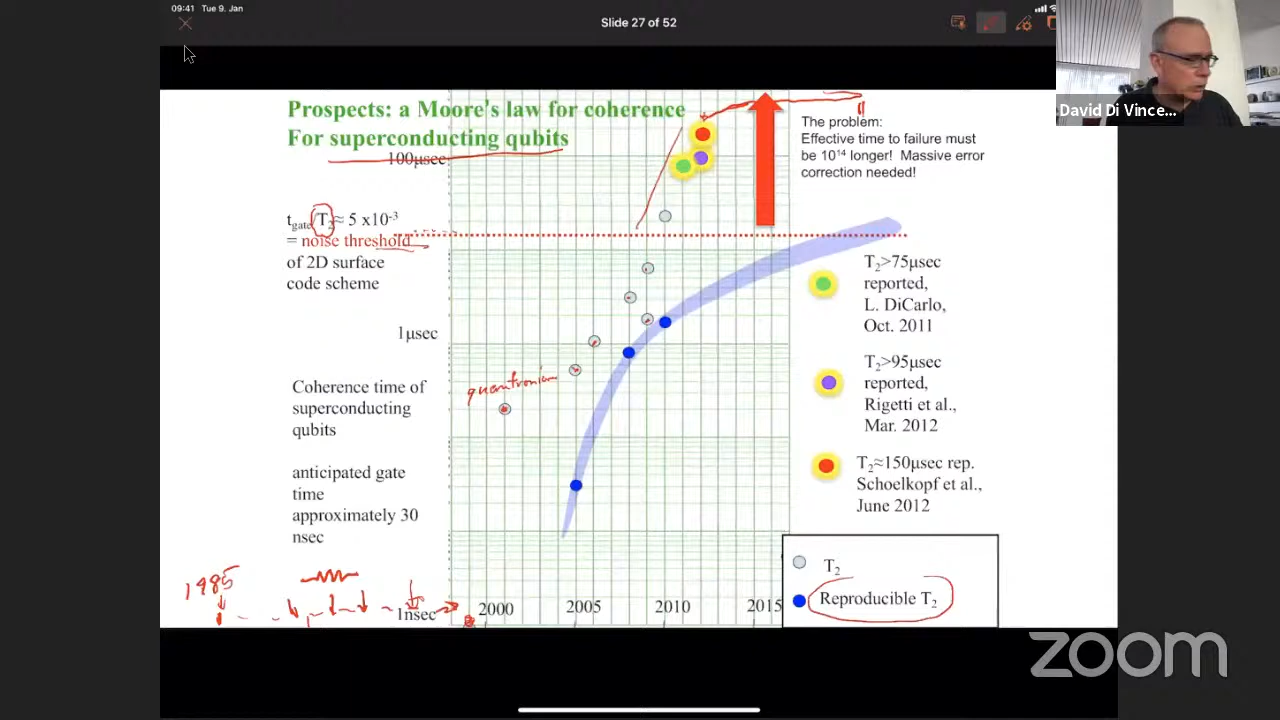 09:41 Tue 9. Jan
Slide 27 of 52
David Di Vince...
Prospects: a Moore's law for coherence
For superconducting qubits
100μsec
The problem:
Effective time to failure must
be 10¹⁴ longer! Massive error
correction needed!
t_gate/T₂≈ 5 x10⁻³
= noise threshold
of 2D surface
code scheme
1μsec
Coherence time of
superconducting
qubits
anticipated gate
time
approximately 30
nsec
quantronium
T₂>75μsec
reported,
L. DiCarlo,
Oct. 2011
T₂>95μsec
reported,
Rigetti et al.,
Mar. 2012
T₂≈150μsec rep.
Schoelkopf et al.,
June 2012
T₂
Reproducible T₂
1985
1nsec
2000
2005
2010
2015
zoom